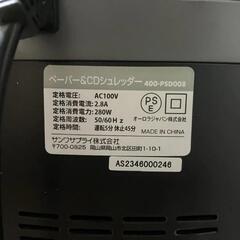 ペーパー&CDシュレッダー 400-PSD008
定格電圧: AC100V
定格消費電流: 2.8A
定格消費電力: 280W
定格周波数: 50/60Hz
定格時間: 運転5分 休止45分
PSE
オーロラジャパン株式会社
MADE IN CHINA
サンワサプライ株式会社
〒700-0825 岡山県岡山市北区田町1-10-1
AS2346000246